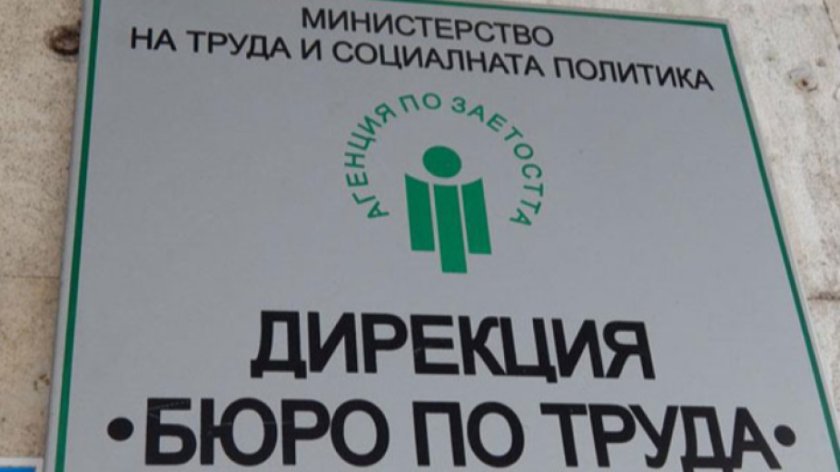 МИНИСТЕРСТВО
НА ТРУДА И СОЦИАЛНАТА ПОЛИТИКА
АГЕНЦИЯ ПО ЗАЕТОСТТА
ДИРЕКЦИЯ
•БЮРО ПО ТРУДА•